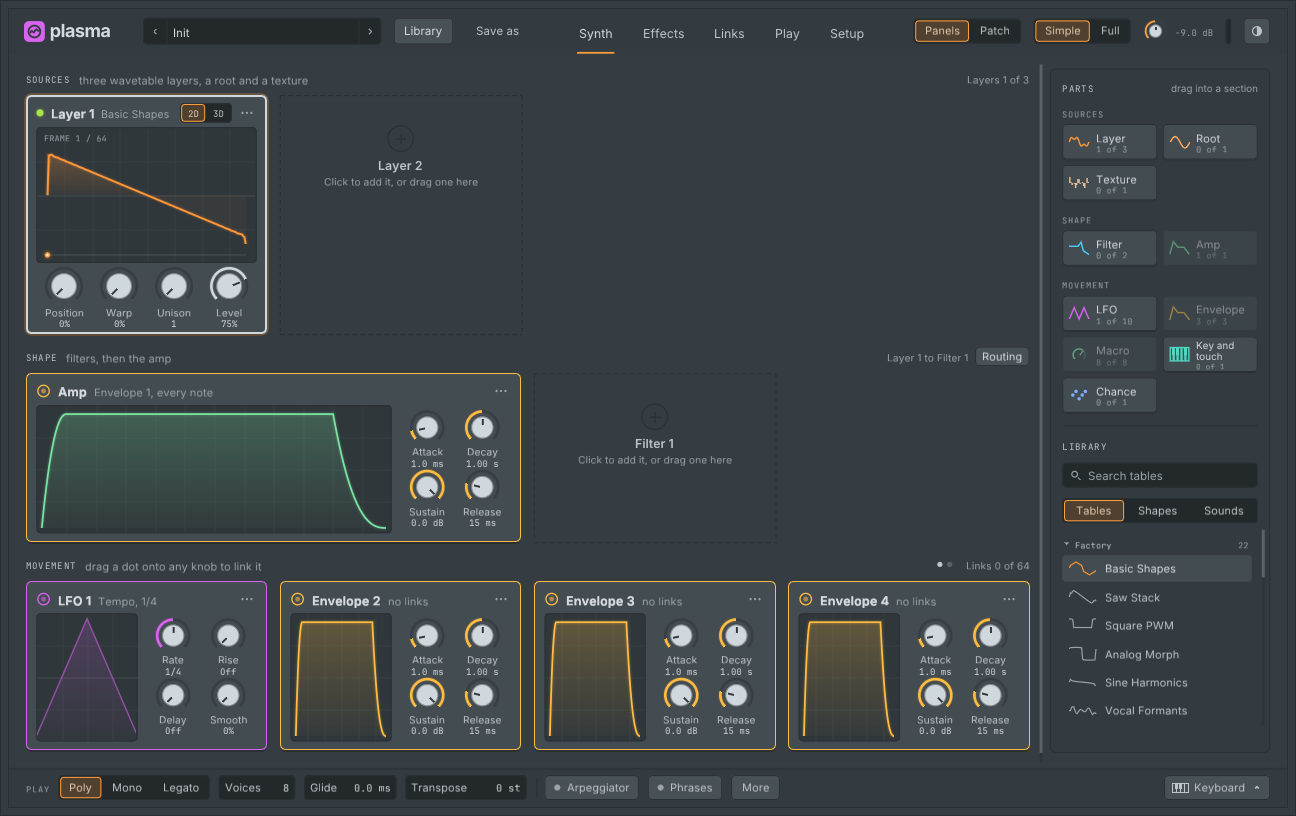 plasma
‹ Init ›
Library
Save as
Synth Effects Links Play Setup
Panels Patch
Simple Full
-9.0 dB
SOURCES three wavetable layers, a root and a texture
Layers 1 of 3
Layer 1 Basic Shapes 2D 3D ...
FRAME 1 / 64
Position Warp Unison Level
0% 0% 1 75%
Layer 2
Click to add it, or drag one here
SHAPE filters, then the amp
Layer 1 to Filter 1 Routing
Amp Envelope 1, every note ...
Attack Decay
1.0 ms 1.00 s
Sustain Release
0.0 dB 15 ms
Filter 1
Click to add it, or drag one here
MOVEMENT drag a dot onto any knob to link it
Links 0 of 64
LFO 1 Tempo, 1/4 ...
Rate Rise
1/4 Off
Delay Smooth
Off 0%
Envelope 2 no links ...
Attack Decay
1.0 ms 1.00 s
Sustain Release
0.0 dB 15 ms
Envelope 3 no links ...
Attack Decay
1.0 ms 1.00 s
Sustain Release
0.0 dB 15 ms
Envelope 4 no links ...
Attack Decay
1.0 ms 1.00 s
Sustain Release
0.0 dB 15 ms
PARTS drag into a section
SOURCES
Layer
1 of 3
Root
0 of 1
Texture
0 of 1
SHAPE
Filter
0 of 2
Amp
1 of 1
MOVEMENT
LFO
1 of 10
Envelope
3 of 3
Macro
8 of 8
Key and
touch
0 of 1
Chance
0 of 1
LIBRARY
Search tables
Tables Shapes Sounds
Factory 22
Basic Shapes
Saw Stack
Square PWM
Analog Morph
Sine Harmonics
Vocal Formants
PLAY Poly Mono Legato
Voices 8
Glide 0.0 ms
Transpose 0 st
Arpeggiator
Phrases
More
Keyboard